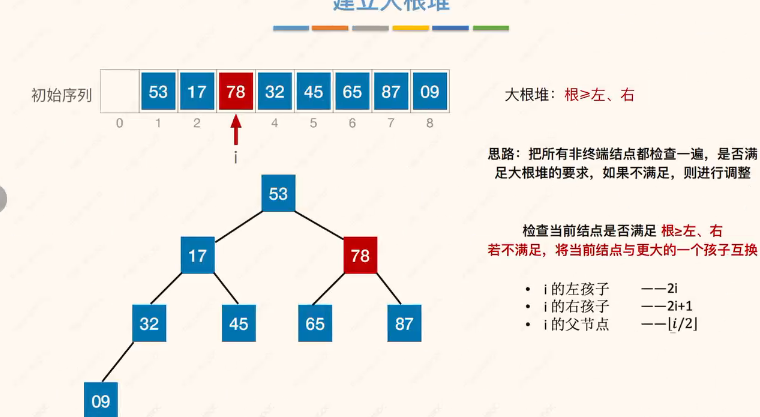 建立大根堆
初始序列 53 17 78 32 45 65 87 09
0 1 2 4 5 6 7 8
i
大根堆：根≥左、右
思路：把所有非终端结点都检查一遍，是否满
足大根堆的要求，如果不满足，则进行调整
检查当前结点是否满足 根≥左、右
若不满足，将当前结点与更大的一个孩子互换
• i 的左孩子 ——2i
• i 的右孩子 ——2i+1
• i 的父节点 ——⌊i/2⌋
53
17 78
32 45 65 87
09